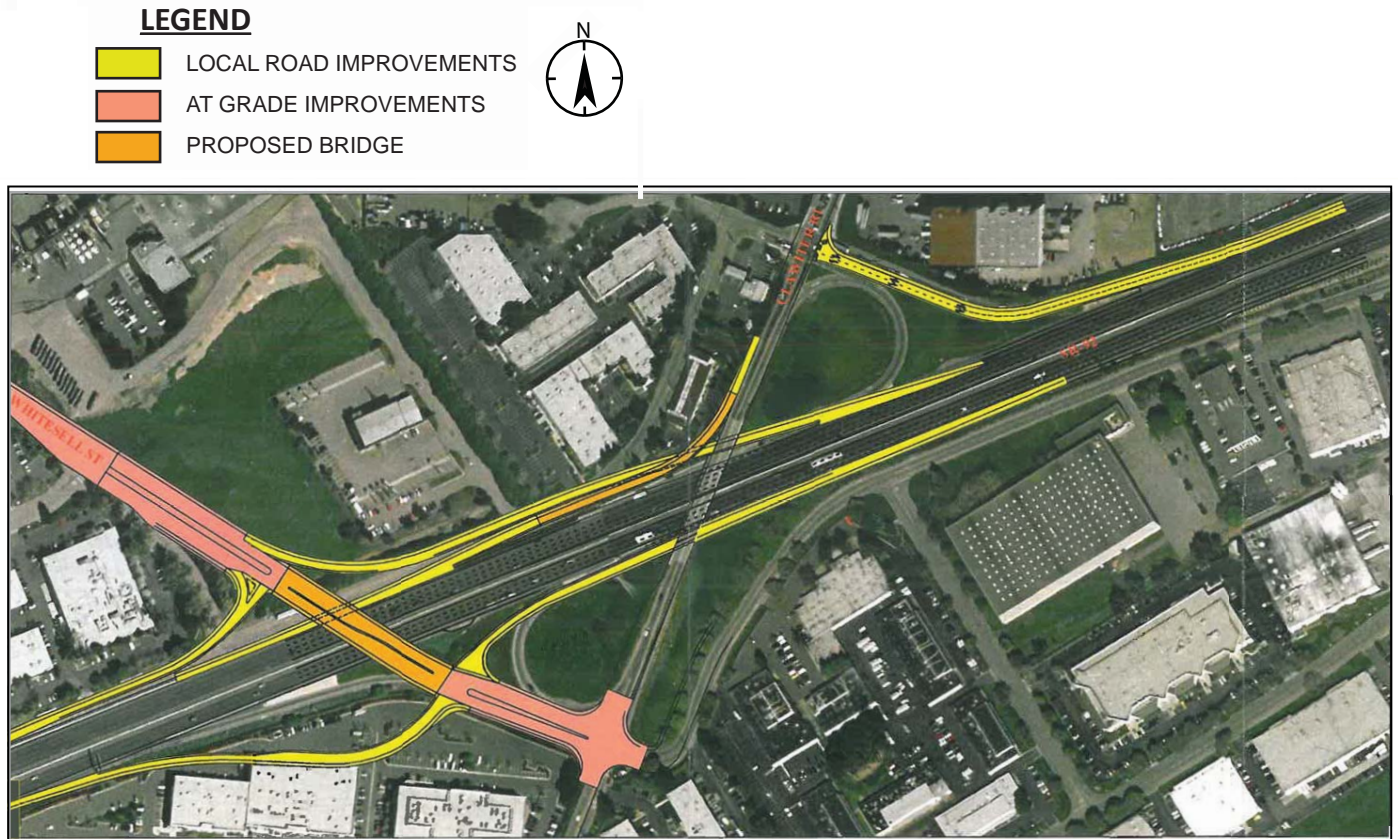 LEGEND
LOCAL ROAD IMPROVEMENTS
AT GRADE IMPROVEMENTS
PROPOSED BRIDGE
N
WHITESELL ST